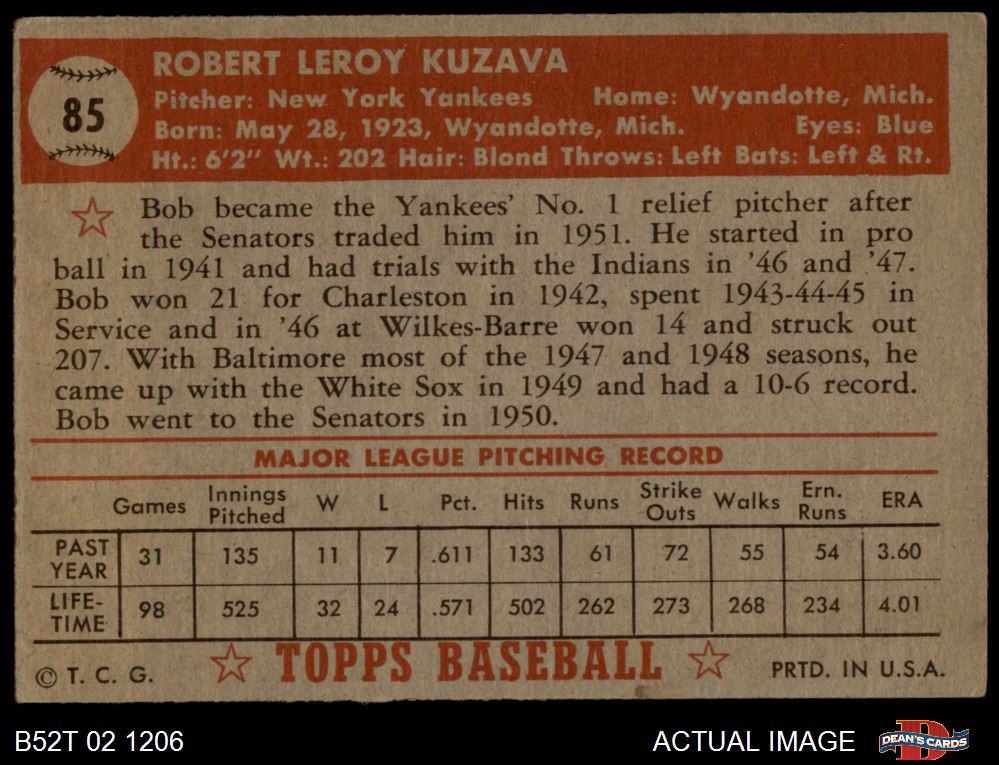 85
ROBERT LEROY KUZAVA
Pitcher: New York Yankees Home: Wyandotte, Mich.
Born: May 28, 1923, Wyandotte, Mich. Eyes: Blue
Ht.: 6'2" Wt.: 202 Hair: Blond Throws: Left Bats: Left & Rt.
Bob became the Yankees' No. 1 relief pitcher after
the Senators traded him in 1951. He started in pro
ball in 1941 and had trials with the Indians in '46 and '47.
Bob won 21 for Charleston in 1942, spent 1943-44-45 in
Service and in '46 at Wilkes-Barre won 14 and struck out
207. With Baltimore most of the 1947 and 1948 seasons, he
came up with the White Sox in 1949 and had a 10-6 record.
Bob went to the Senators in 1950.
MAJOR LEAGUE PITCHING RECORD
Games Innings Pitched W L Pct. Hits Runs Strike Outs Walks Ern. Runs ERA
PAST YEAR 31 135 11 7 .611 133 61 72 55 54 3.60
LIFE-TIME 98 525 32 24 .571 502 262 273 268 234 4.01
© T. C. G. TOPPS BASEBALL PRTD. IN U.S.A.
B52T 02 1206 ACTUAL IMAGE DEAN'S CARDS